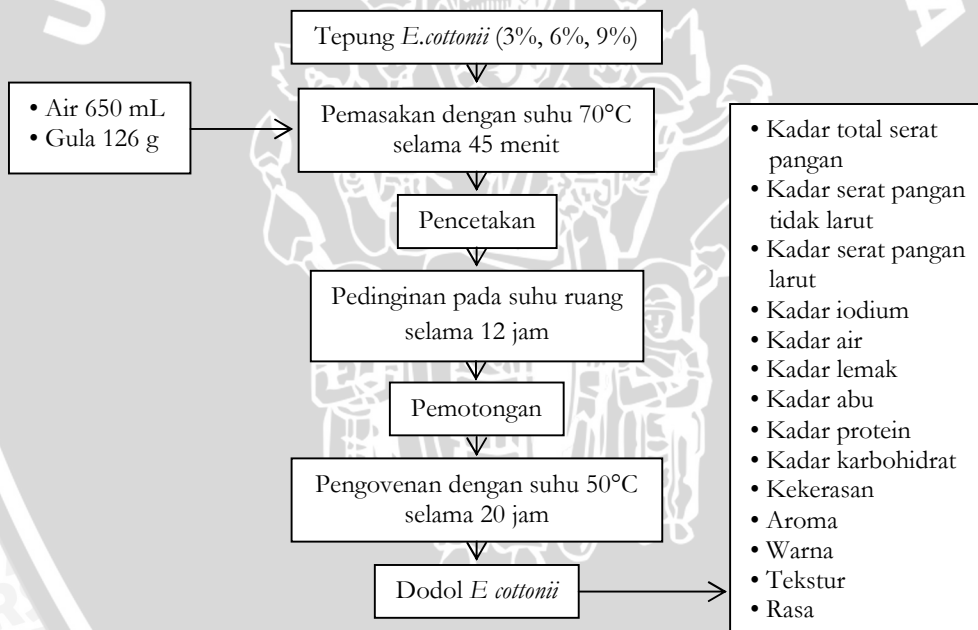 Tepung E.cottonii (3%, 6%, 9%)
• Air 650 mL
• Gula 126 g
Pemasakan dengan suhu 70°C
selama 45 menit
Pencetakan
Pedinginan pada suhu ruang
selama 12 jam
Pemotongan
Pengovenan dengan suhu 50°C
selama 20 jam
Dodol E cottonii
• Kadar total serat
pangan
• Kadar serat pangan
tidak larut
• Kadar serat pangan
larut
• Kadar iodium
• Kadar air
• Kadar lemak
• Kadar abu
• Kadar protein
• Kadar karbohidrat
• Kekerasan
• Aroma
• Warna
• Tekstur
• Rasa